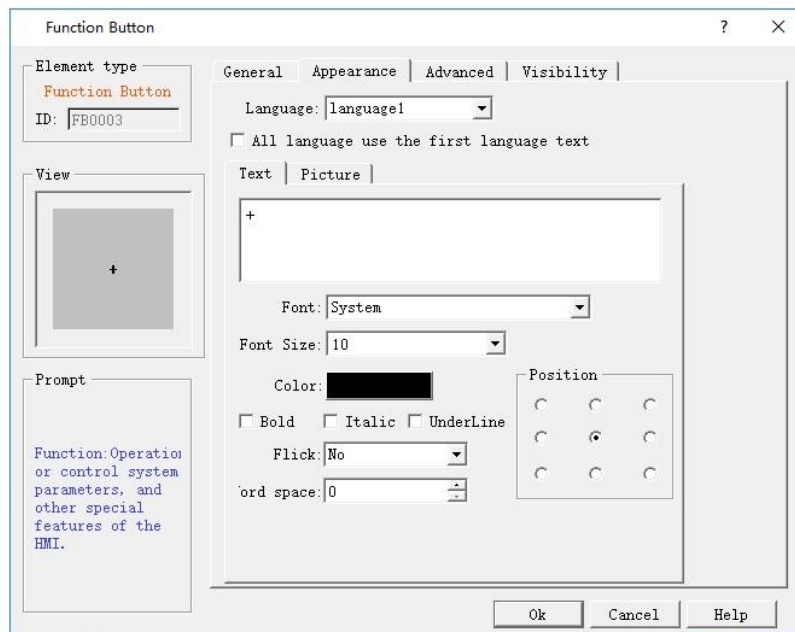 Function Button
? ×
Element type
Function Button
ID: FB0003
View
+
Prompt
Function:Operation
or control system
parameters, and
other special
features of the
HMI.
General Appearance Advanced Visibility
Language: language1
All language use the first language text
Text Picture
+
Font: System
Font Size: 10
Color:
Bold Italic UnderLine
Flick: No
ord space: 0
Position
Ok Cancel Help